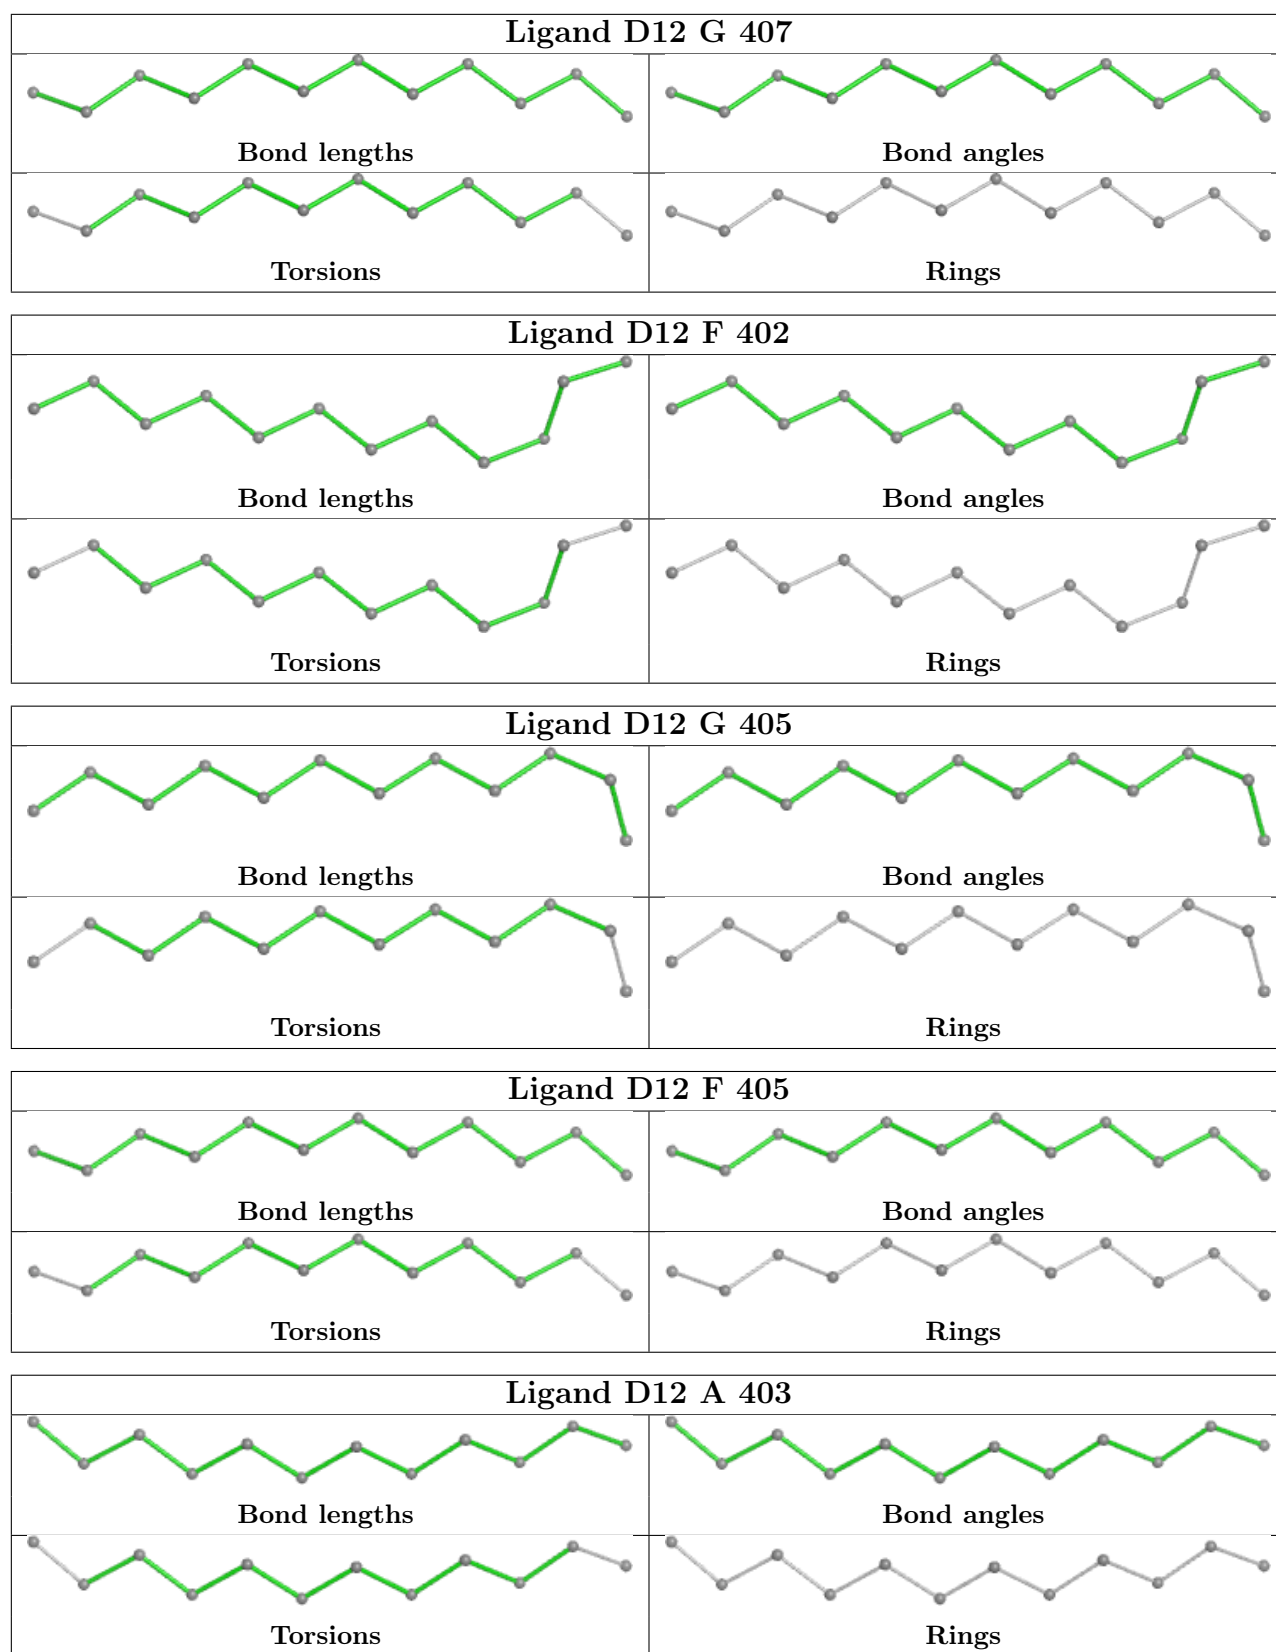 Ligand D12 G 407
Bond lengths
Bond angles
Torsions
Rings
Ligand D12 F 402
Bond lengths
Bond angles
Torsions
Rings
Ligand D12 G 405
Bond lengths
Bond angles
Torsions
Rings
Ligand D12 F 405
Bond lengths
Bond angles
Torsions
Rings
Ligand D12 A 403
Bond lengths
Bond angles
Torsions
Rings